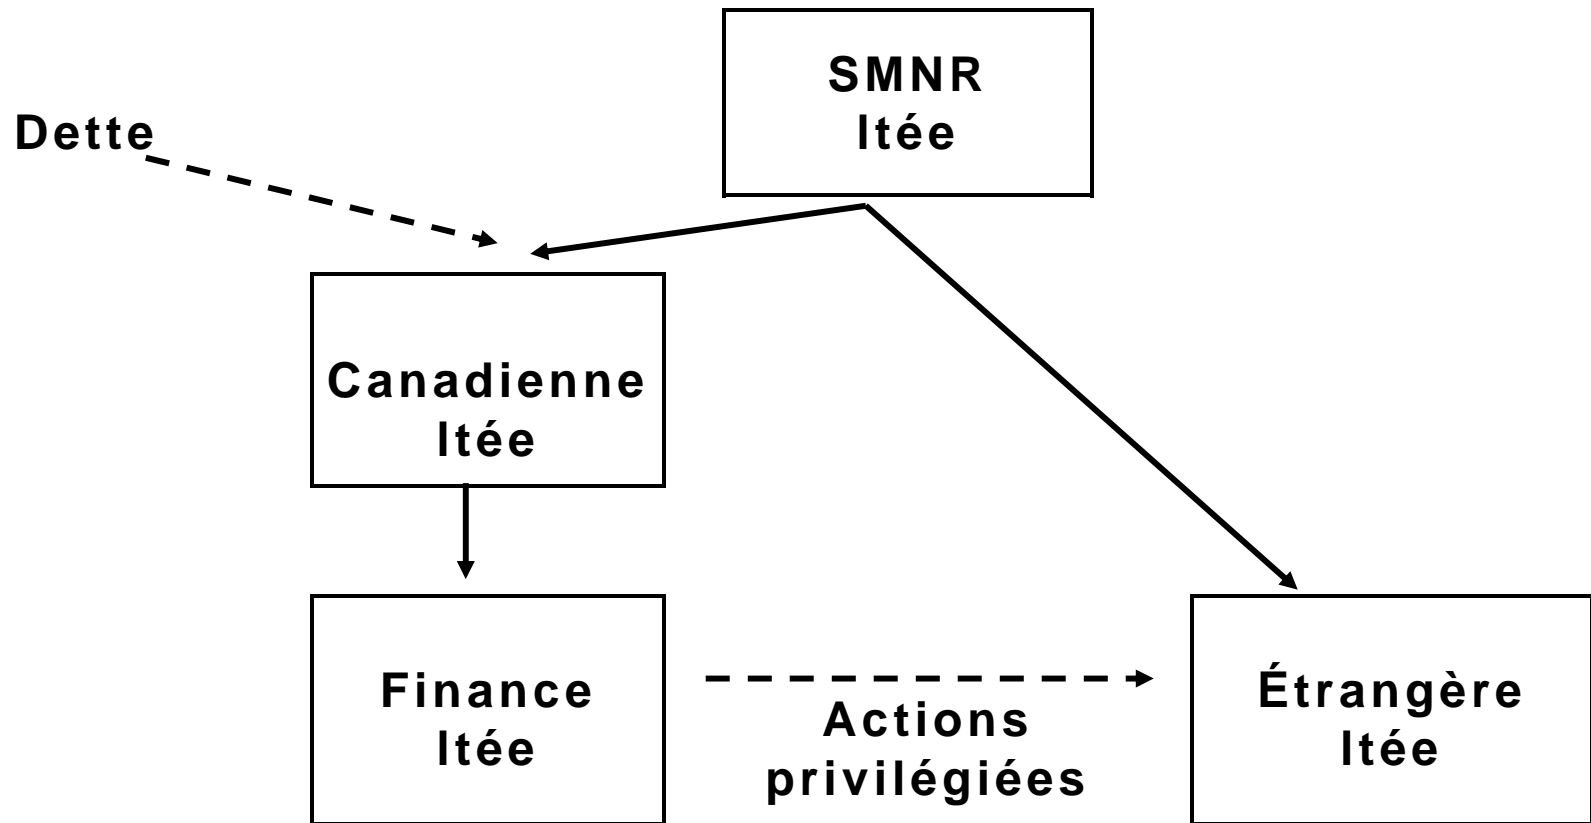 SMNR
ltée
Dette
Canadienne
ltée
Finance
ltée
Actions
privilégiées
Étrangère
ltée